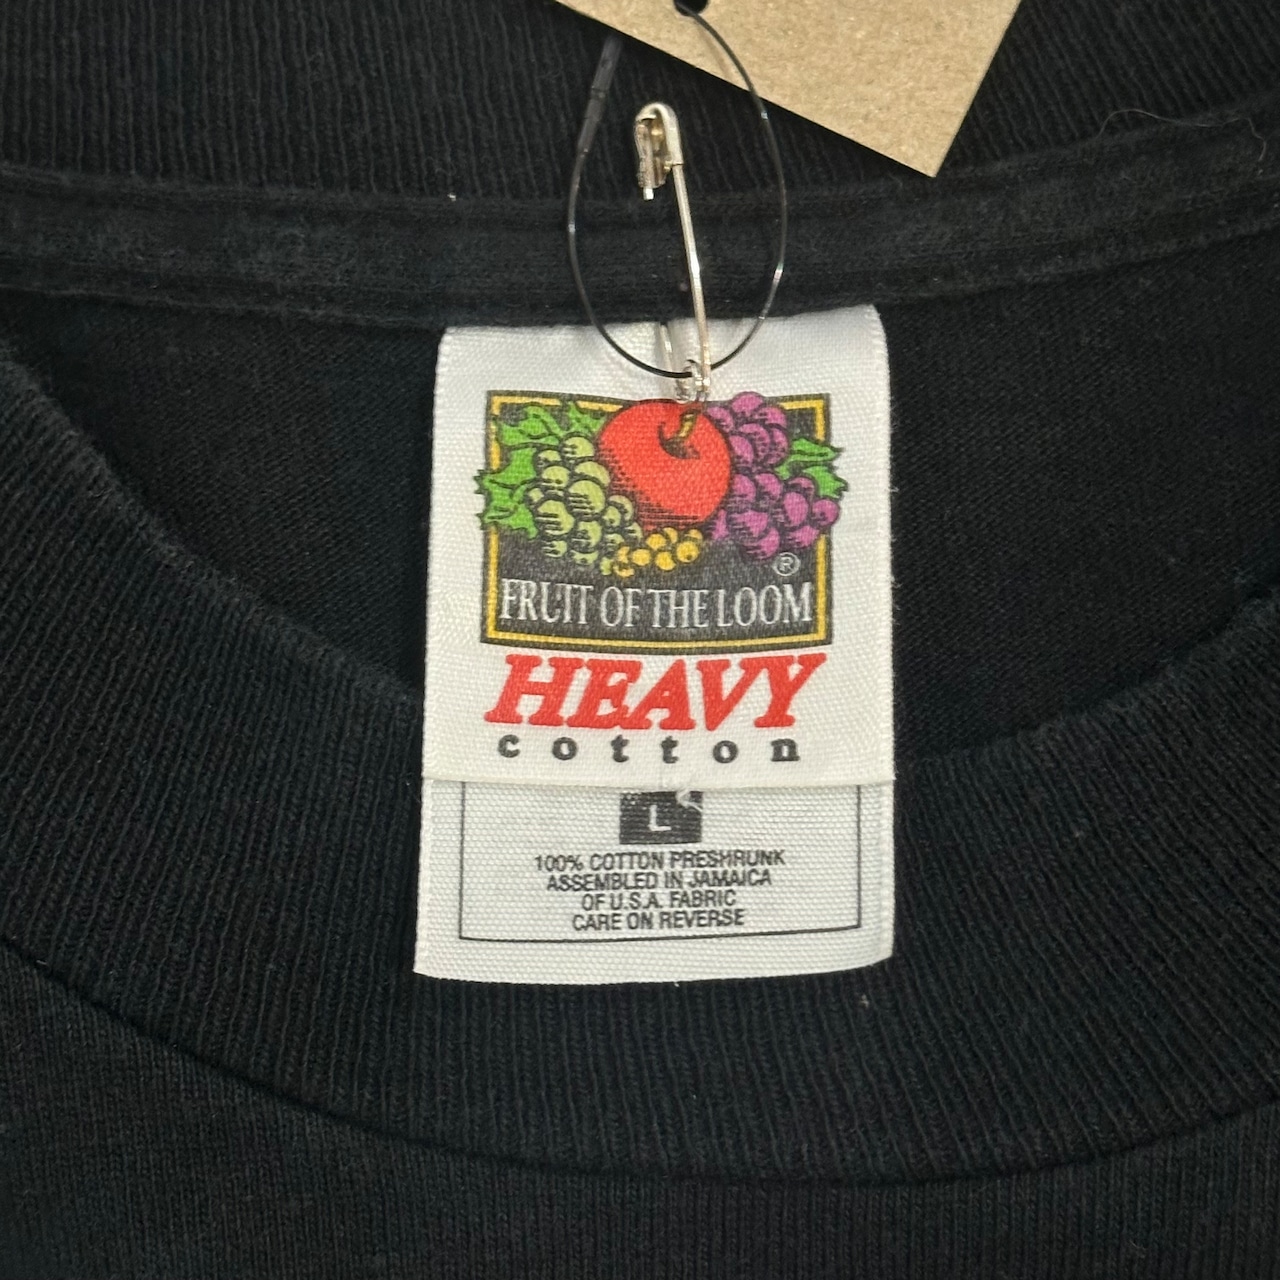 ®
FRUIT OF THE LOOM
HEAVY
cotton
L
100% COTTON PRESHRUNK
ASSEMBLED IN JAMAICA
OF U.S.A. FABRIC
CARE ON REVERSE